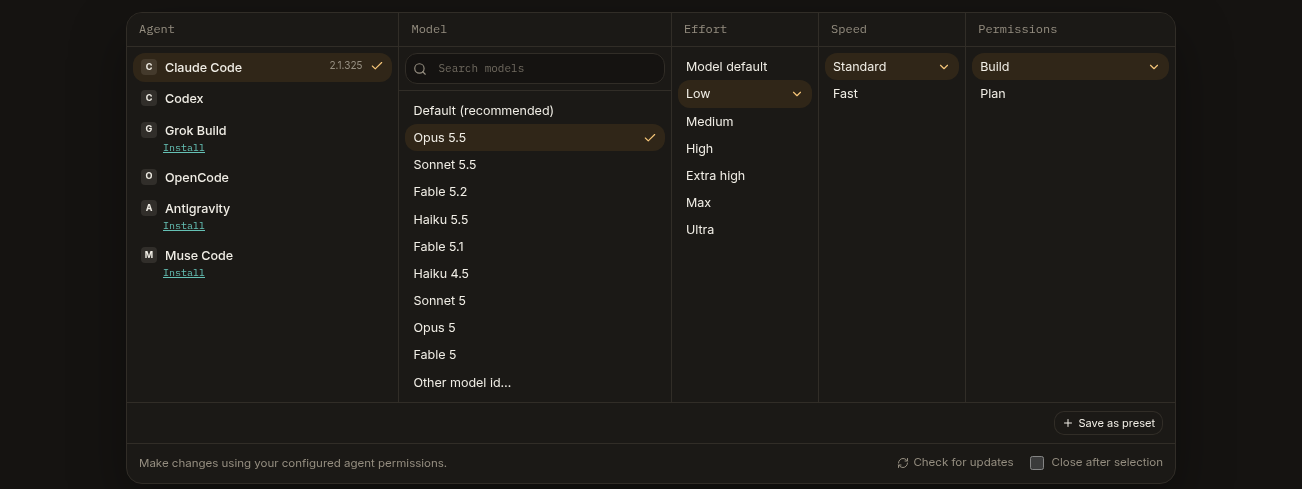 Agent
C Claude Code 2.1.325
C Codex
G Grok Build
Install
O OpenCode
A Antigravity
Install
M Muse Code
Install
Model
Search models
Default (recommended)
Opus 5.5
Sonnet 5.5
Fable 5.2
Haiku 5.5
Fable 5.1
Haiku 4.5
Sonnet 5
Opus 5
Fable 5
Other model id...
Effort
Model default
Low
Medium
High
Extra high
Max
Ultra
Speed
Standard
Fast
Permissions
Build
Plan
+ Save as preset
Make changes using your configured agent permissions.
Check for updates
Close after selection